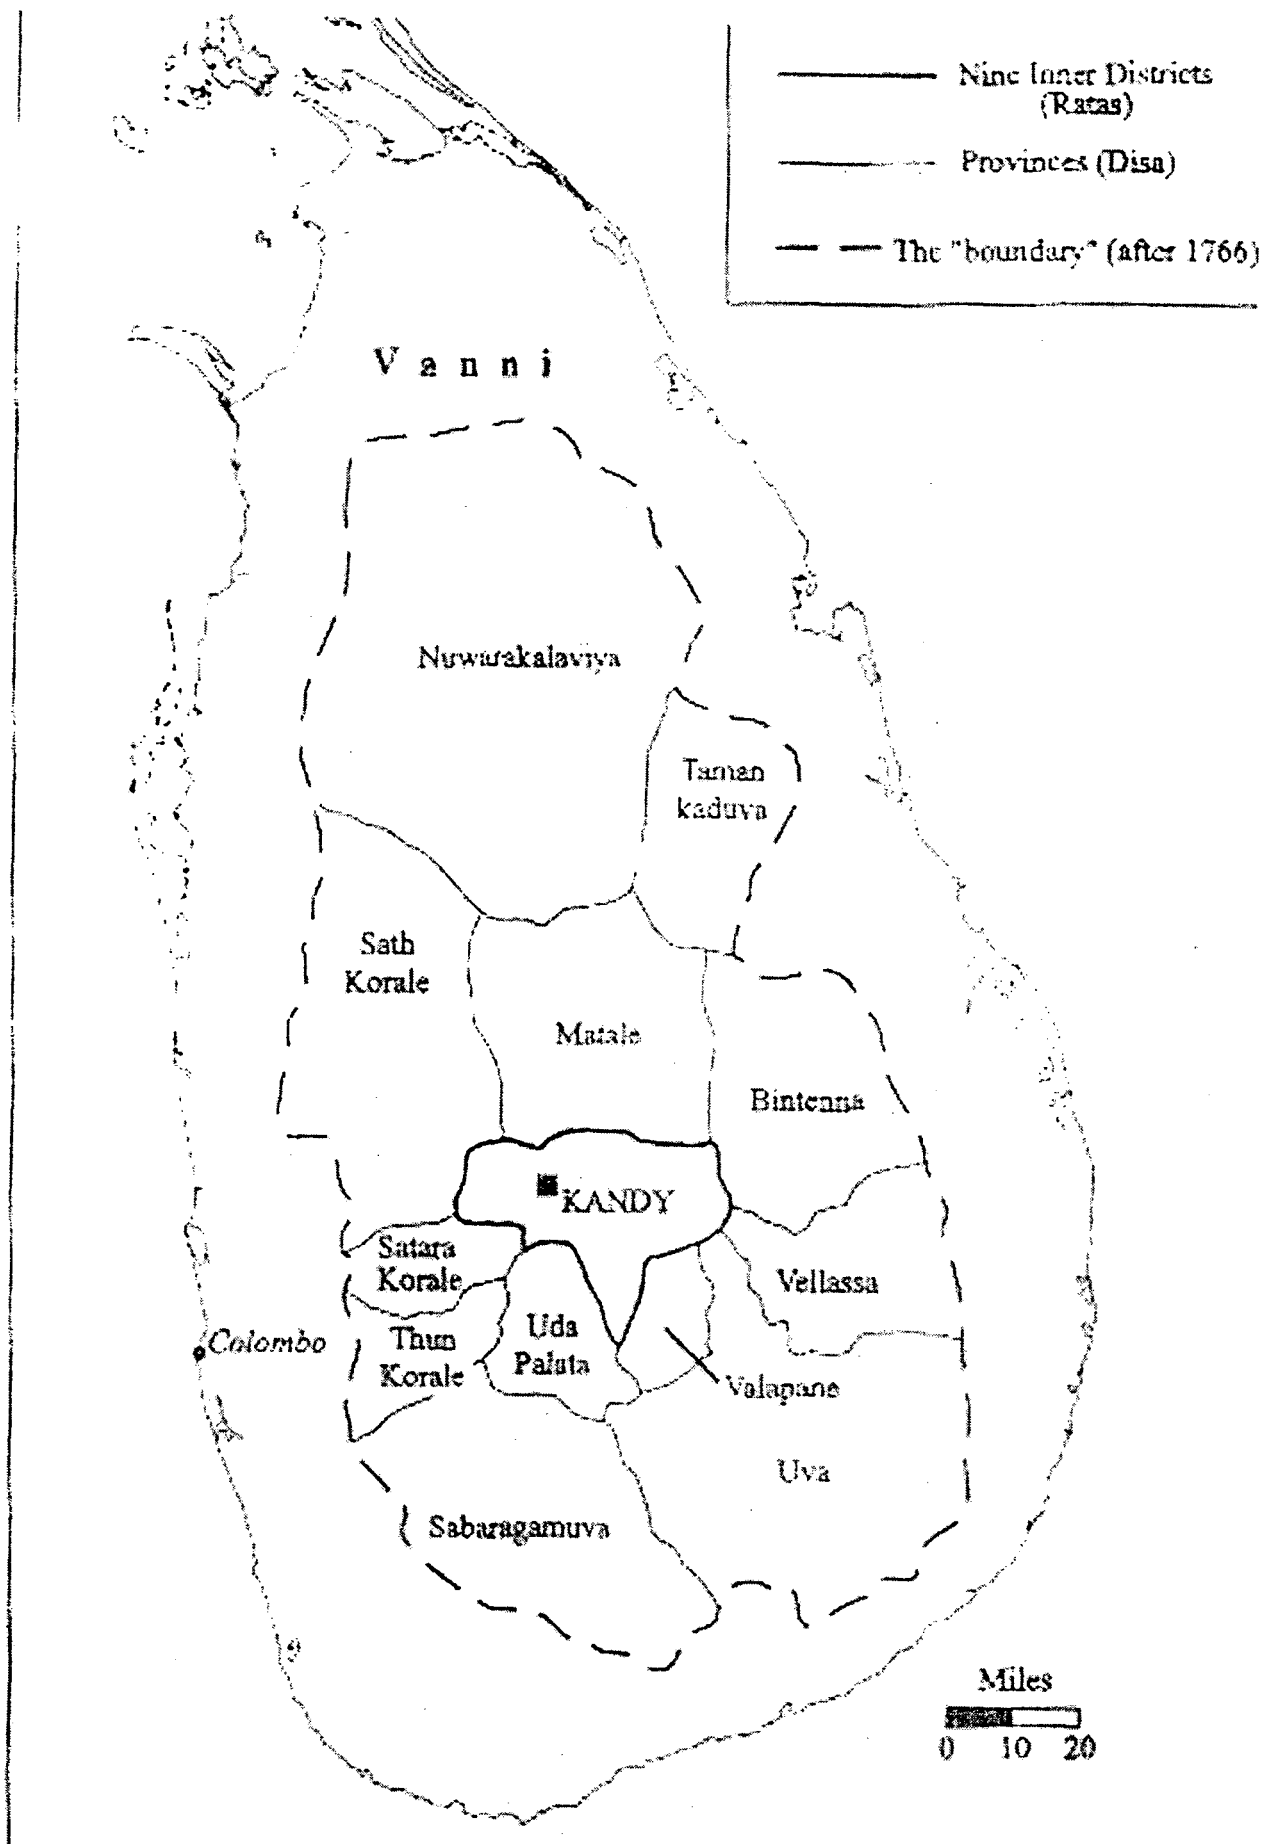 Nine Inner Districts
(Ratas)
Provinces (Disa)
The "boundary" (after 1766)
Vanni
Nuwarakalaviya
Taman
kaduva
Sath
Korale
Matale
Bintenna
KANDY
Satara
Korale
Vellassa
Colombo
Thun
Korale
Uda
Palata
Valapane
Uva
Sabaragamuva
Miles
0 10 20